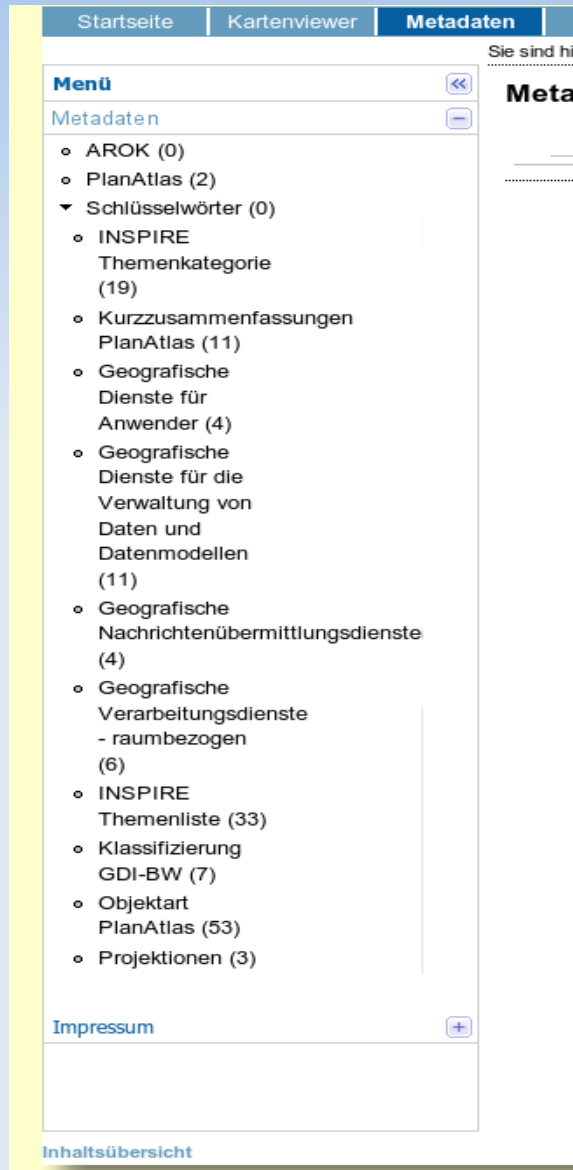 Startseite Kartenviewer Metadaten
Sie sind hi
Menü
Meta
Metadaten
AROK (0)
PlanAtlas (2)
Schlüsselwörter (0)
INSPIRE
Themenkategorie
(19)
Kurzzusammenfassungen
PlanAtlas (11)
Geografische
Dienste für
Anwender (4)
Geografische
Dienste für die
Verwaltung von
Daten und
Datenmodellen
(11)
Geografische
Nachrichtenübermittlungsdienste
(4)
Geografische
Verarbeitungsdienste
- raumbezogen
(6)
INSPIRE
Themenliste (33)
Klassifizierung
GDI-BW (7)
Objektart
PlanAtlas (53)
Projektionen (3)
Impressum
Inhaltsübersicht